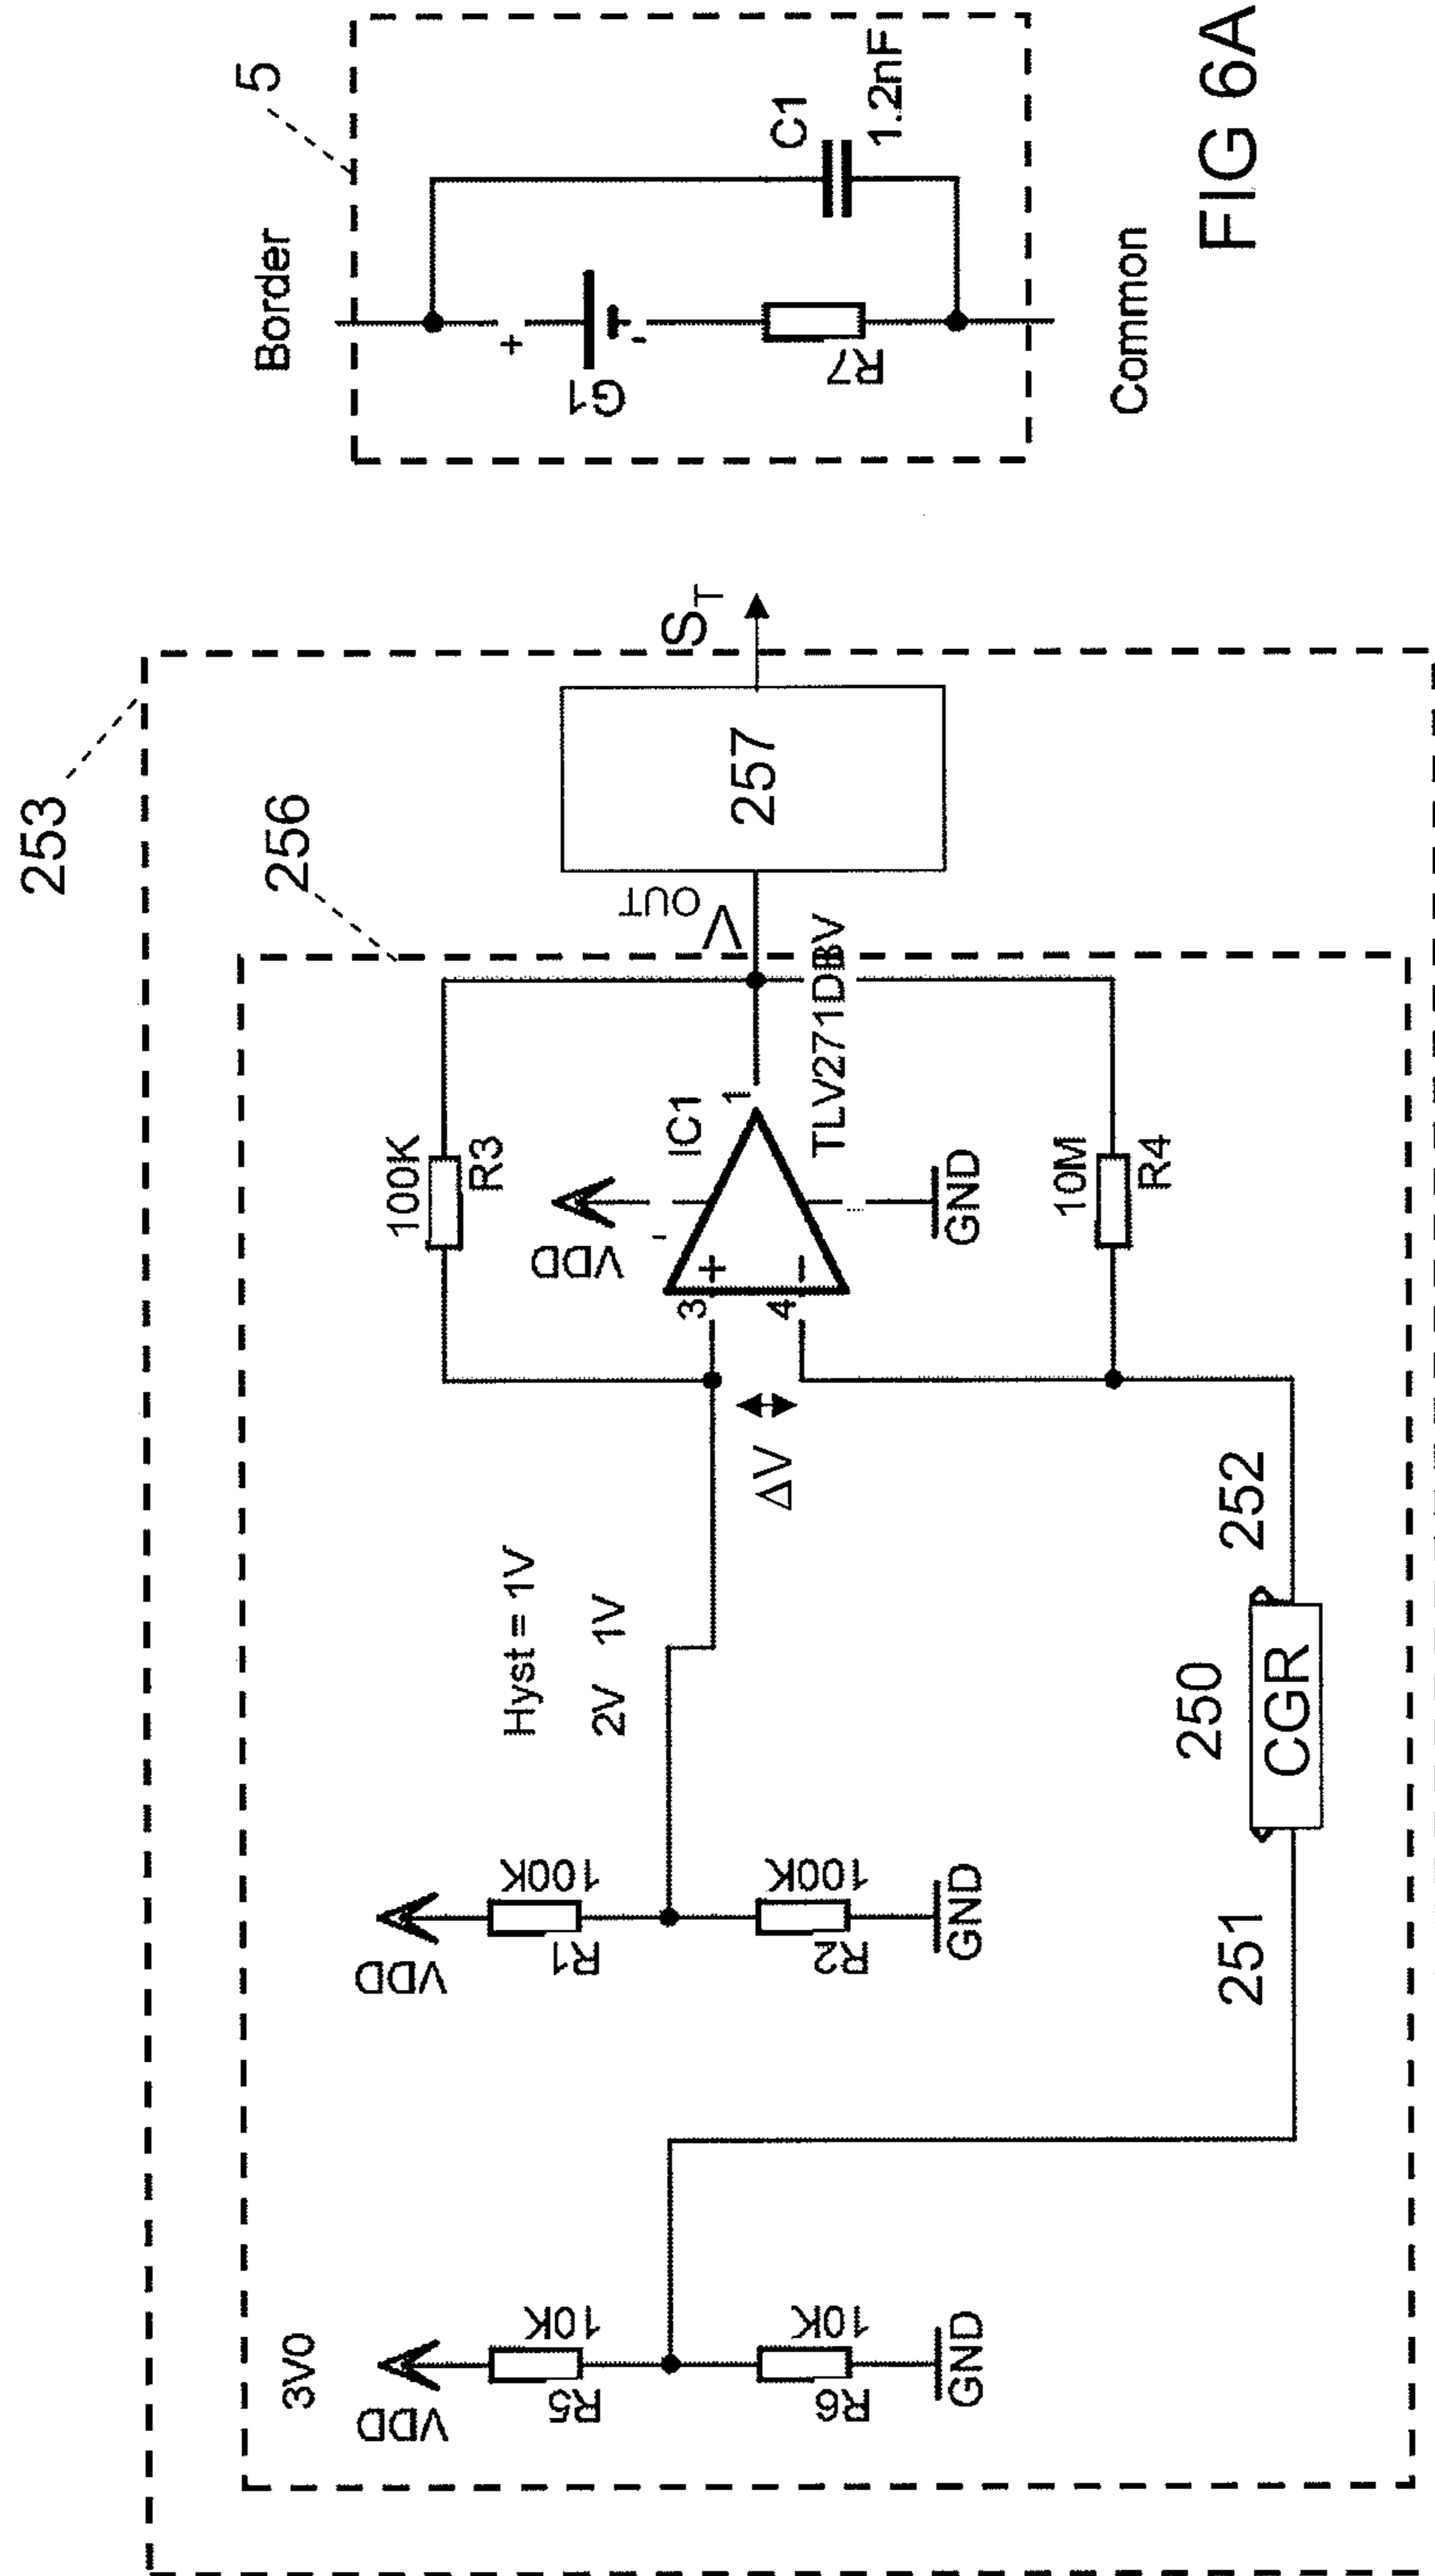 253
256
3V0
VDD
R5
10K
R6
10K
GND
VDD
R1
100K
R2
100K
GND
Hyst = 1V
2V 1V
ΔV
100K
R3
VDD
-
3
+
4
-
IC1
1
TLV271DBV
GND
10M
R4
251
250
CGR
252
VOUT
257
ST
5
Border
+
G1
-
R7
C1
1.2nF
Common
FIG 6A